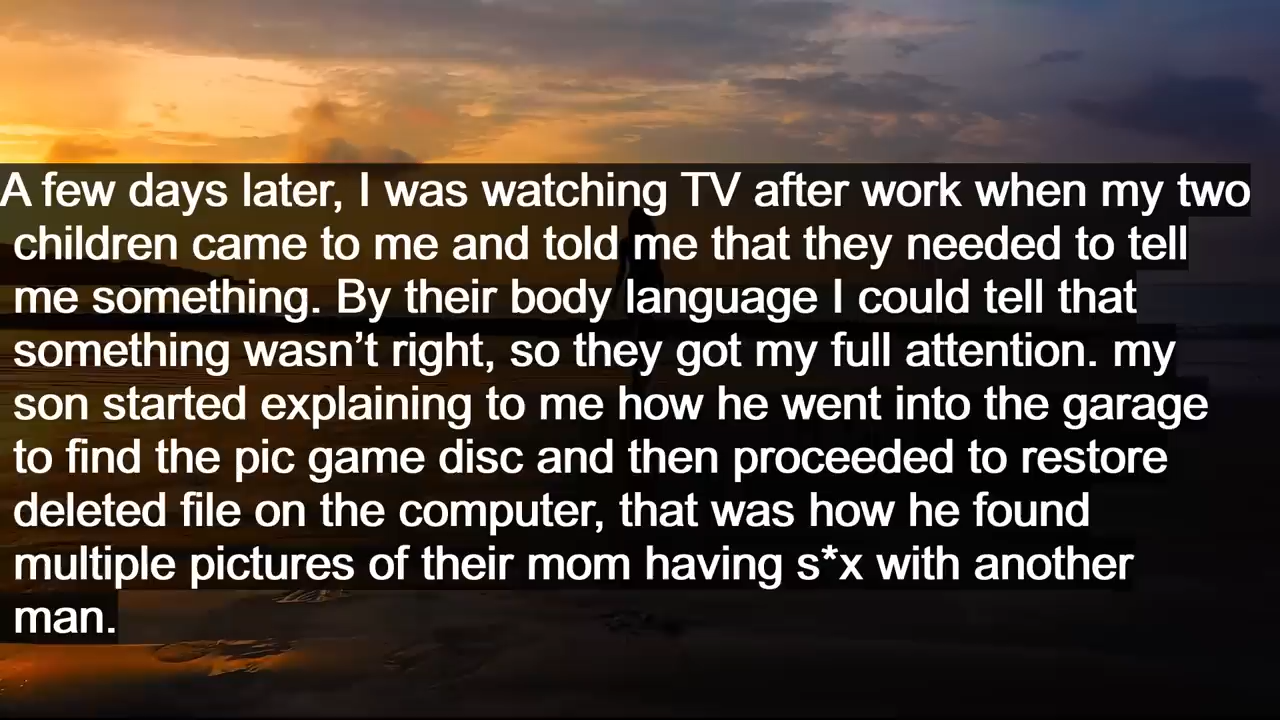 A few days later, I was watching TV after work when my two
children came to me and told me that they needed to tell
me something. By their body language I could tell that
something wasn’t right, so they got my full attention. my
son started explaining to me how he went into the garage
to find the pic game disc and then proceeded to restore
deleted file on the computer, that was how he found
multiple pictures of their mom having s*x with another
man.